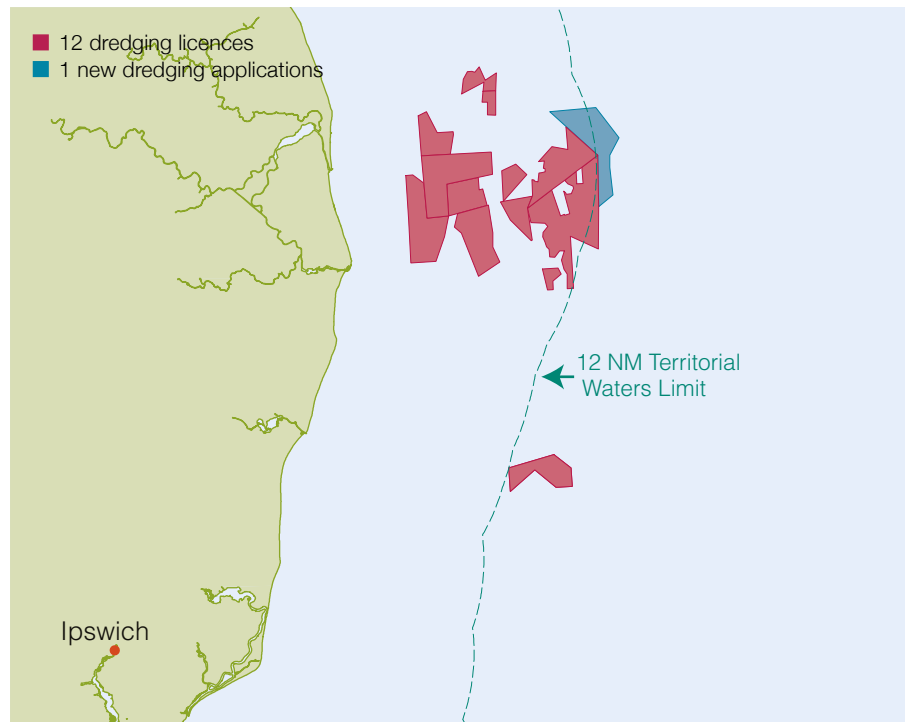 12 dredging licences
1 new dredging applications
12 NM Territorial
Waters Limit
Ipswich